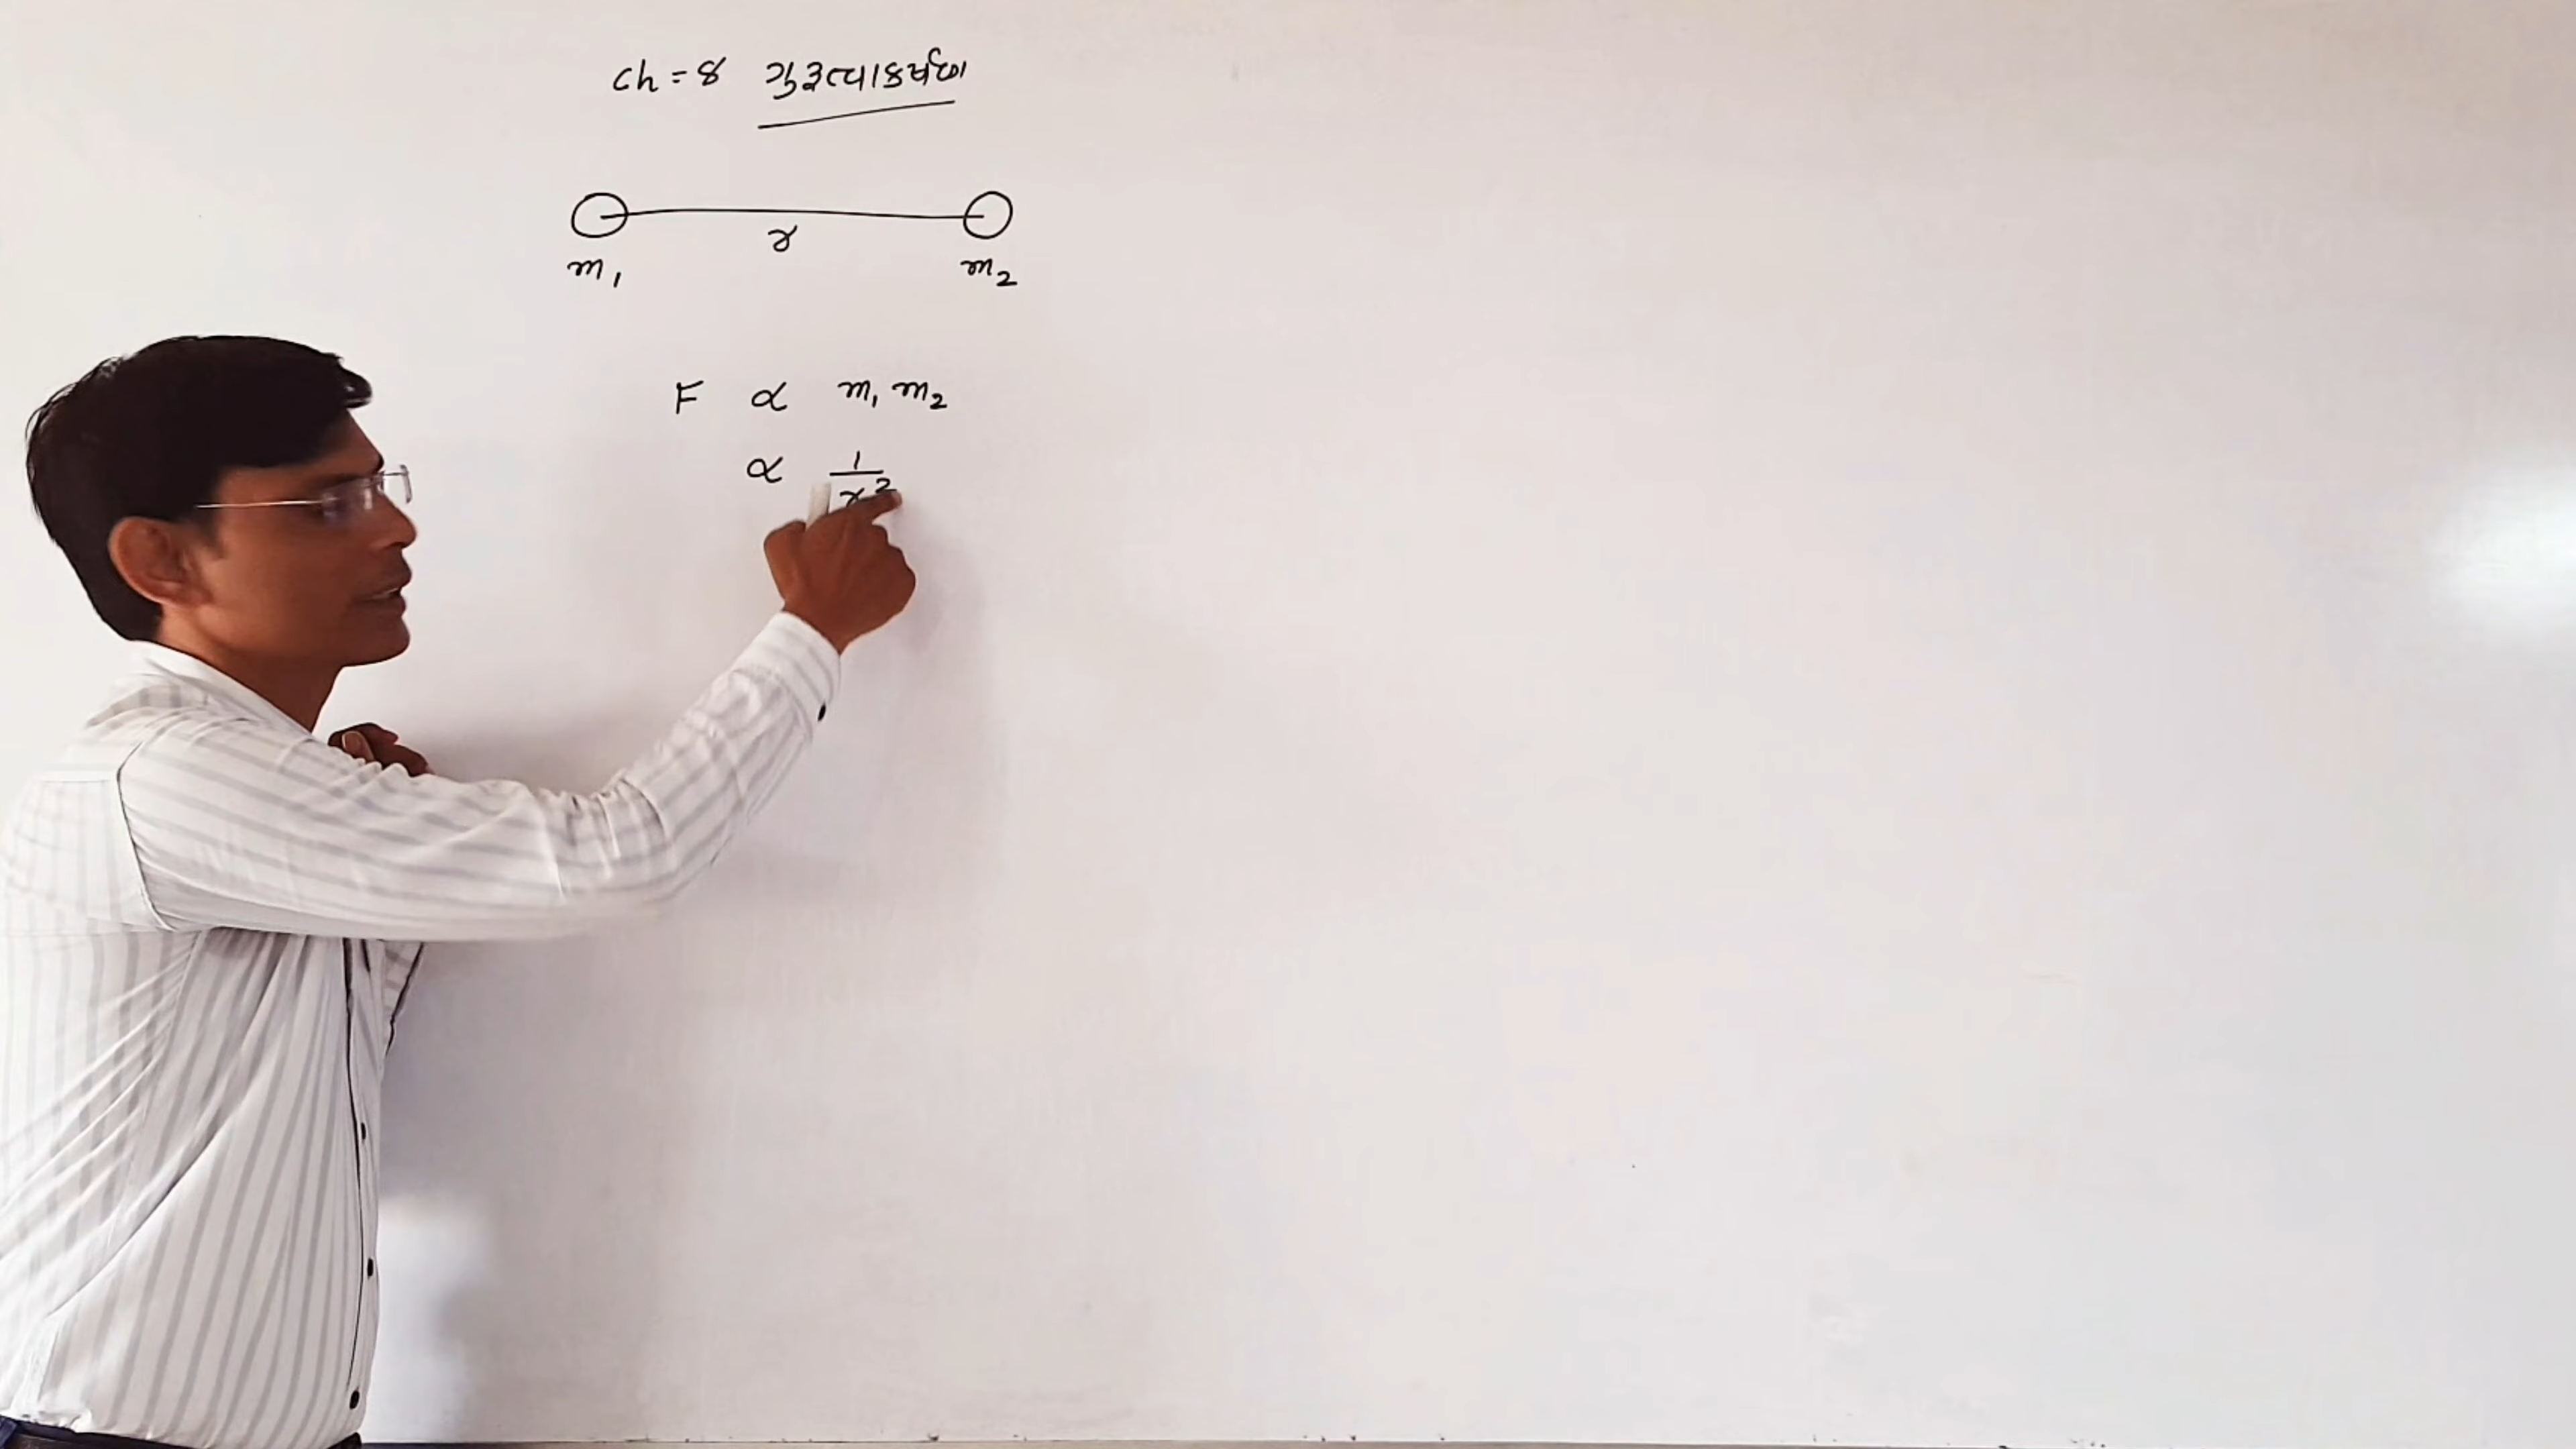 ch = 8 ગુરુત્વાકર્ષણ
r
m₁ m₂
F ∝ m₁ m₂
∝ 1/r²